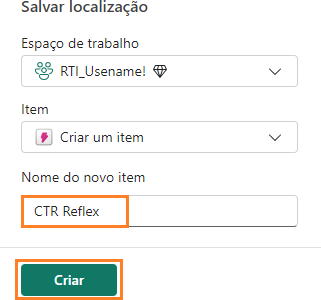 Salvar localização
Espaço de trabalho
RTI_Usename!
Item
Criar um item
Nome do novo item
CTR Reflex
Criar